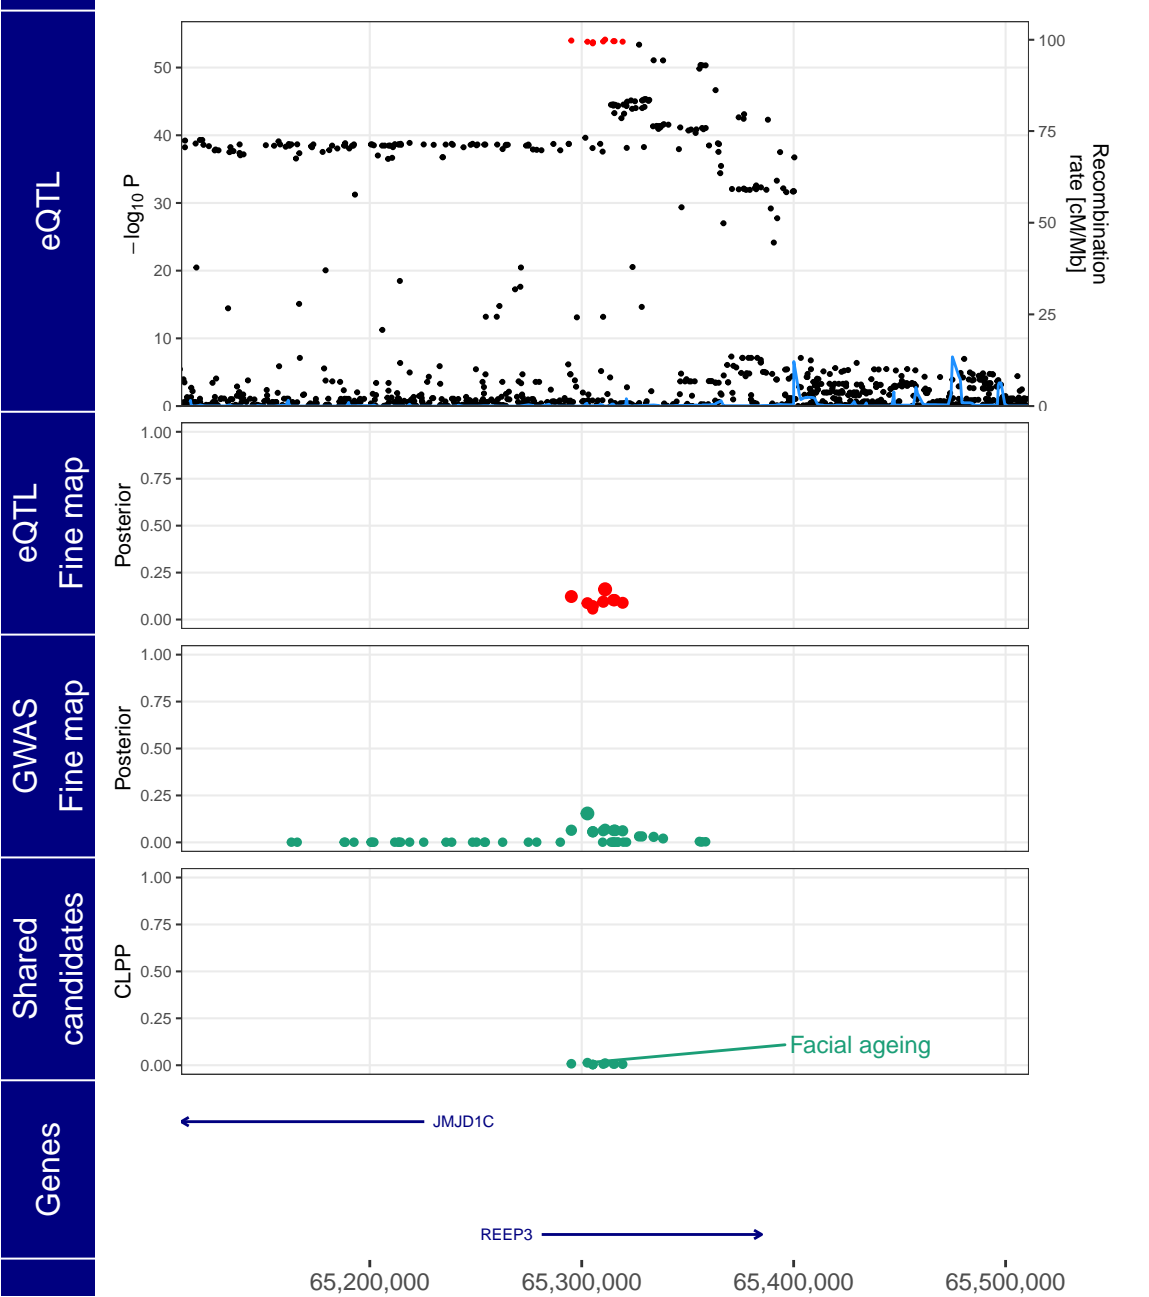 eQTL
−log10 P
50
40
30
20
10
0
100
75
50
25
0
Recombination
rate [cM/Mb]
eQTL
Fine map
Posterior
1.00
0.75
0.50
0.25
0.00
GWAS
Fine map
Posterior
1.00
0.75
0.50
0.25
0.00
Shared
candidates
CLPP
1.00
0.75
0.50
0.25
0.00
Facial ageing
Genes
JMJD1C
REEP3
65,200,000
65,300,000
65,400,000
65,500,000